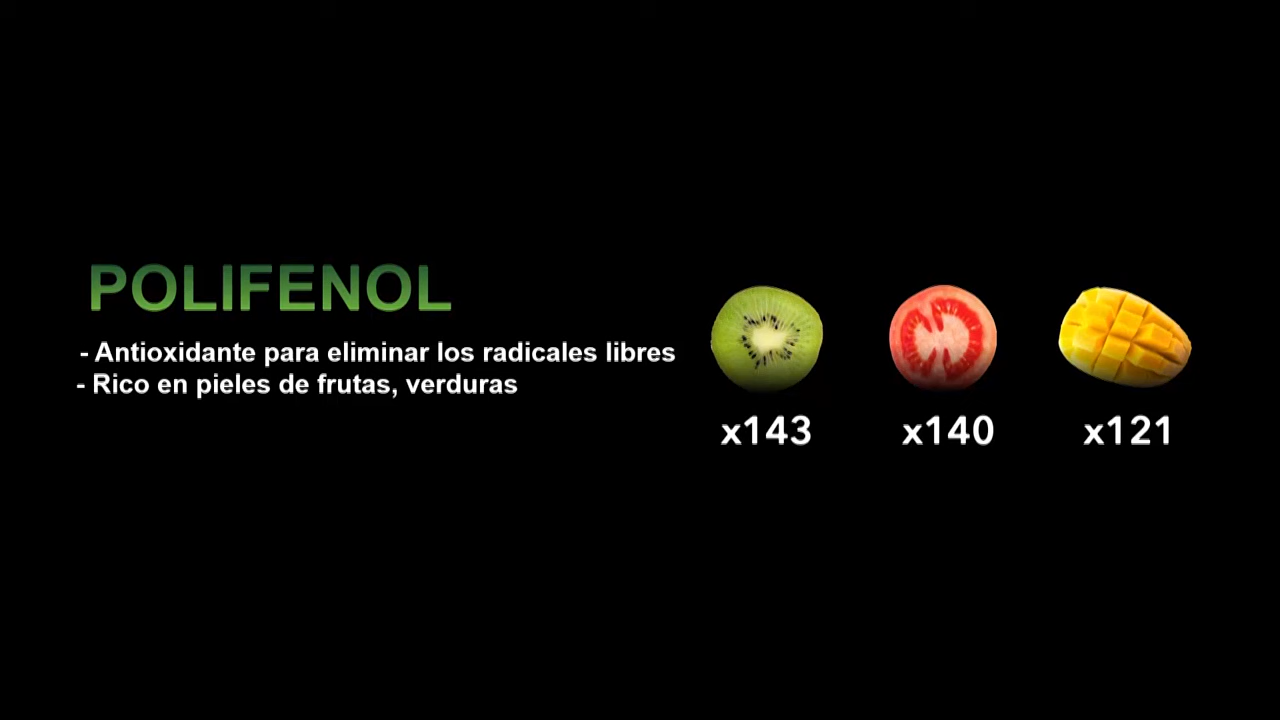 POLIFENOL
- Antioxidante para eliminar los radicales libres
- Rico en pieles de frutas, verduras
x143 x140 x121